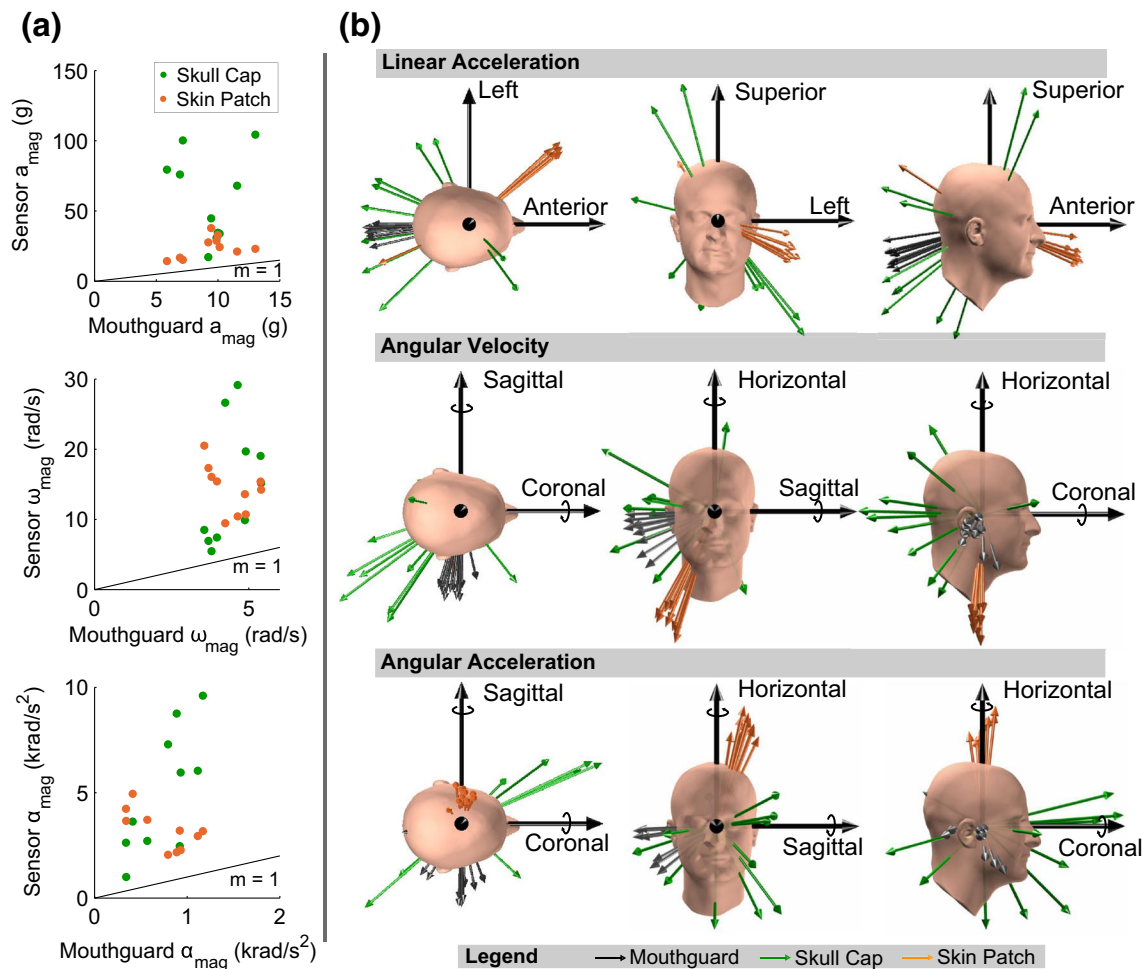 (a)
150
100
50
0
0
5
10
15
Sensor a_mag (g)
Mouthguard a_mag (g)
Skull Cap
Skin Patch
m = 1
30
20
10
0
0
5
Sensor ω_mag (rad/s)
Mouthguard ω_mag (rad/s)
m = 1
10
5
0
0
1
2
Sensor α_mag (krad/s²)
Mouthguard α_mag (krad/s²)
m = 1
(b)
Linear Acceleration
Left
Anterior
Superior
Left
Superior
Anterior
Angular Velocity
Sagittal
Coronal
Horizontal
Sagittal
Horizontal
Coronal
Angular Acceleration
Sagittal
Coronal
Horizontal
Sagittal
Horizontal
Coronal
Legend Mouthguard Skull Cap Skin Patch